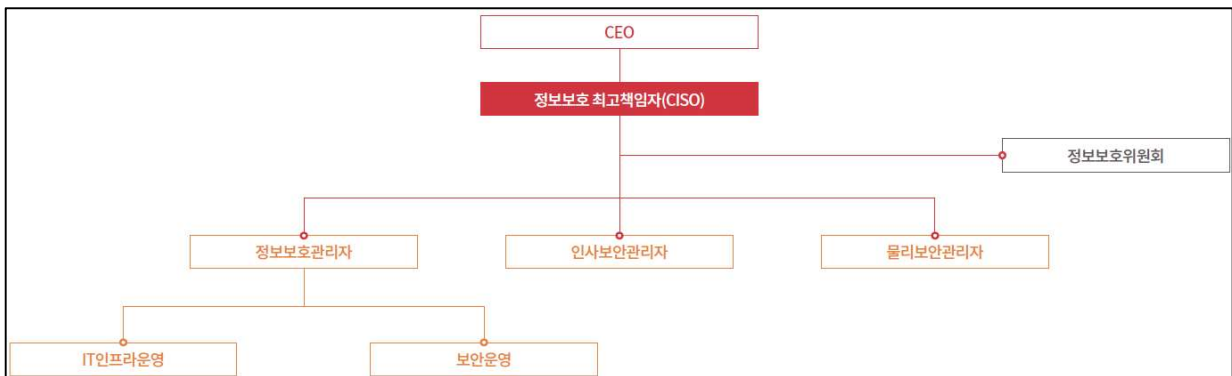 CEO
정보보호 최고책임자(CISO)
정보보호위원회
정보보호관리자
인사보안관리자
물리보안관리자
IT인프라운영
보안운영